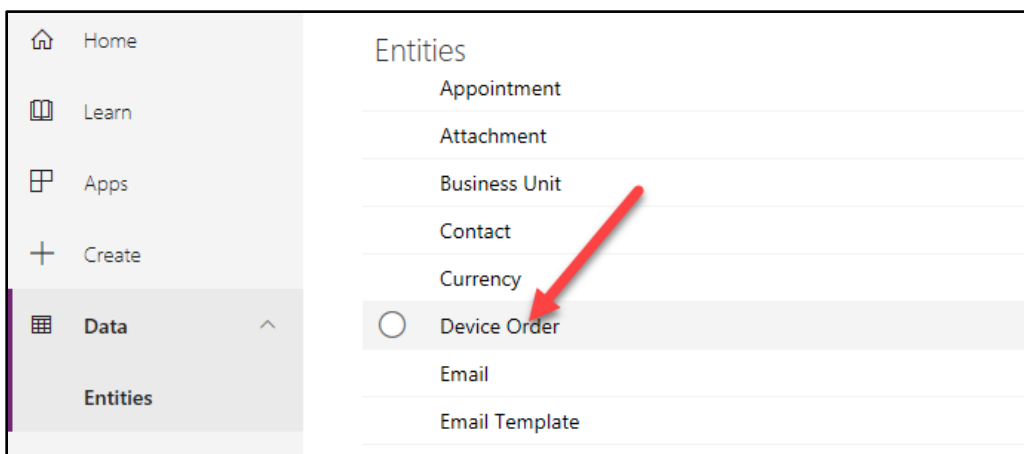 Home
Learn
Apps
Create
Data
Entities
Entities
Appointment
Attachment
Business Unit
Contact
Currency
Device Order
Email
Email Template